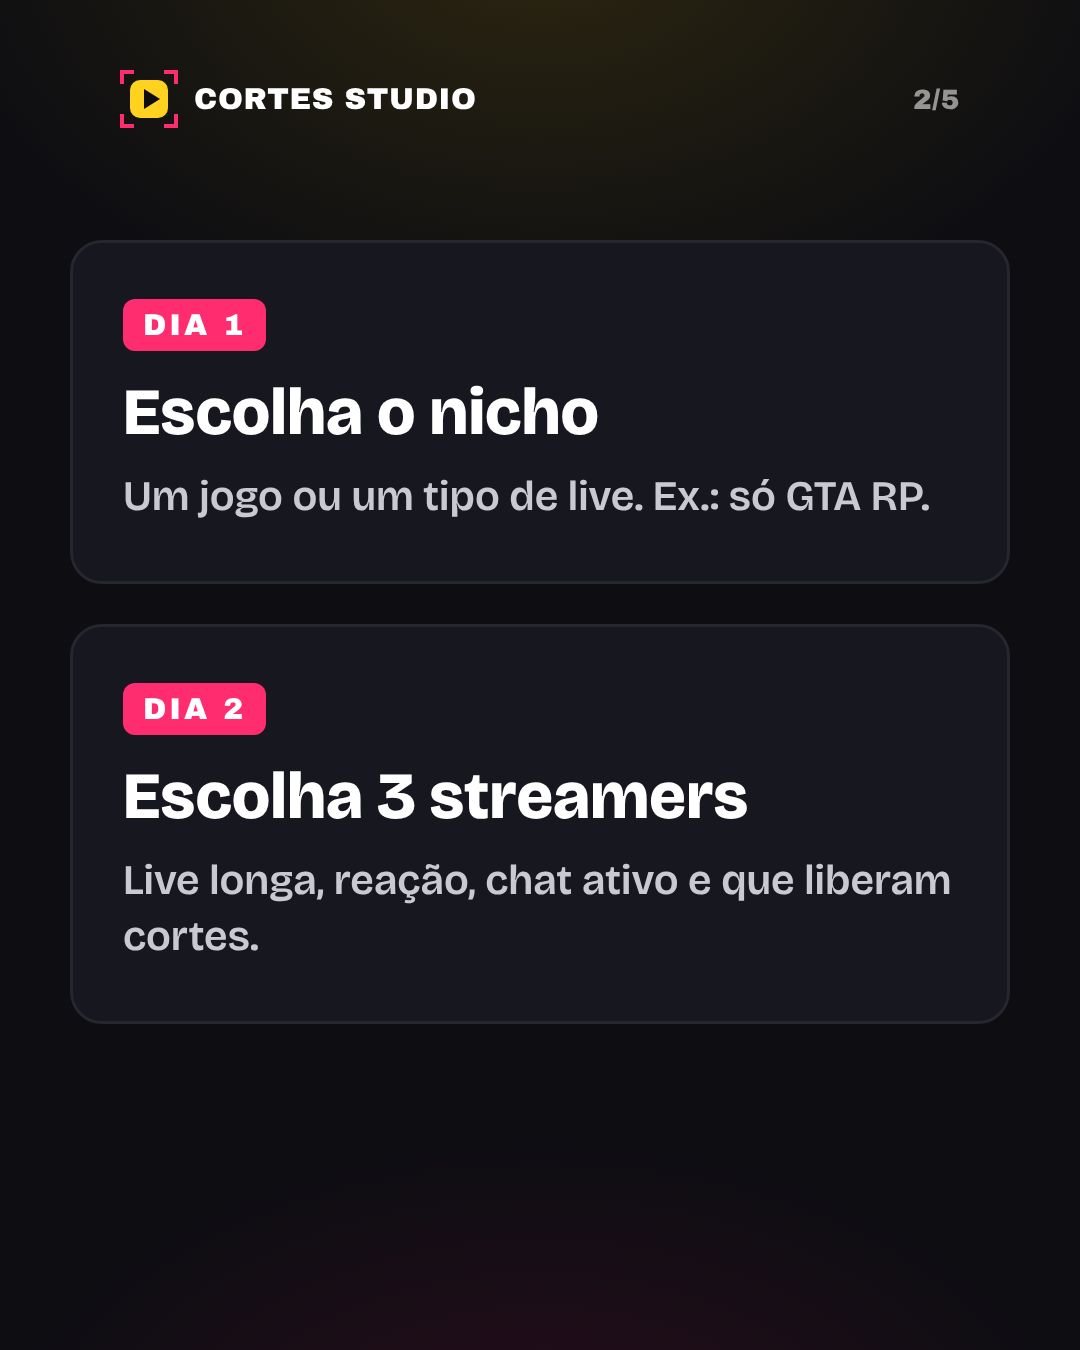 CORTES STUDIO
2/5
DIA 1
Escolha o nicho
Um jogo ou um tipo de live. Ex.: só GTA RP.
DIA 2
Escolha 3 streamers
Live longa, reação, chat ativo e que liberam
cortes.